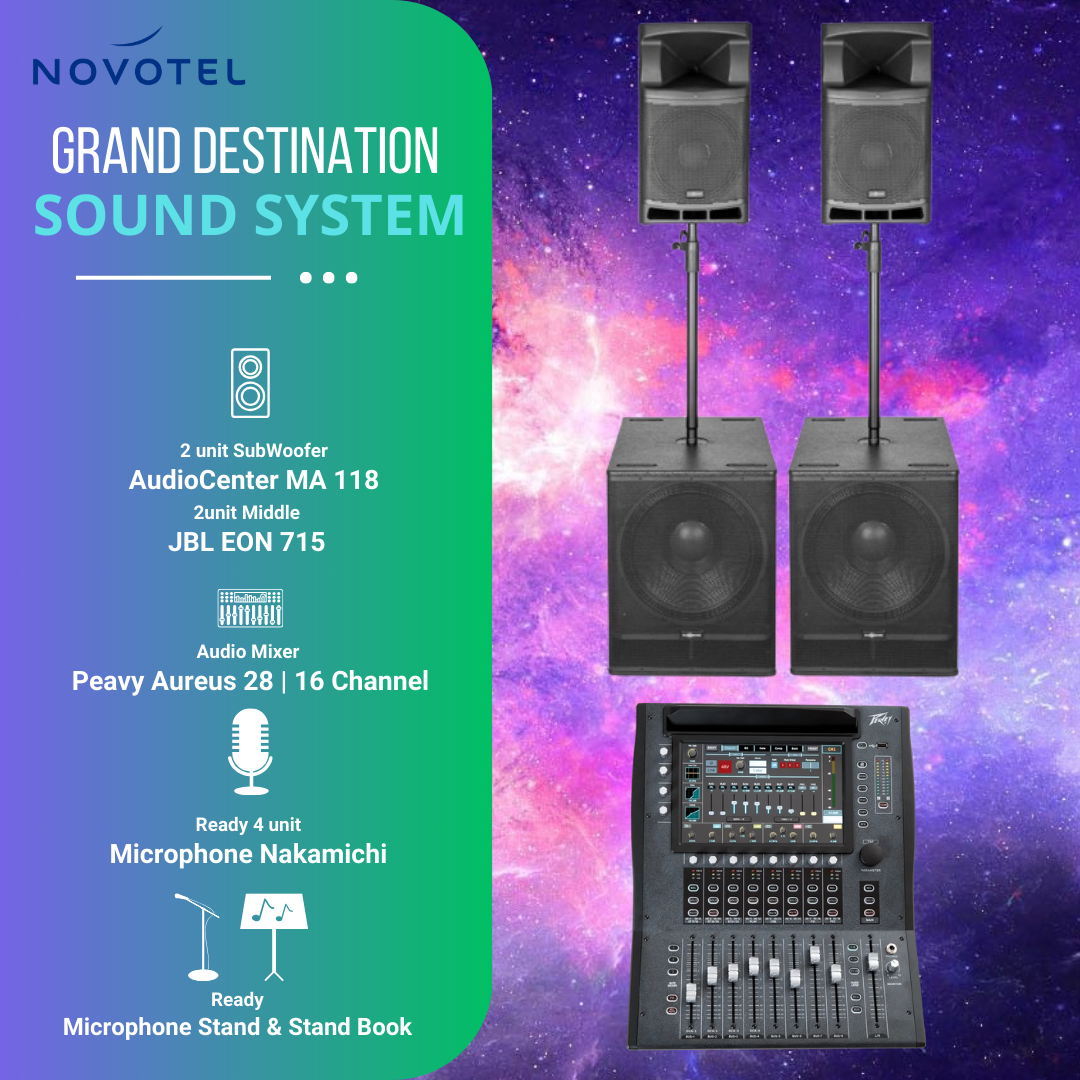 NOVOTEL
GRAND DESTINATION
SOUND SYSTEM
2 unit SubWoofer
AudioCenter MA 118
2unit Middle
JBL EON 715
Audio Mixer
Peavy Aureus 28 | 16 Channel
Ready 4 unit
Microphone Nakamichi
Ready
Microphone Stand & Stand Book
Peavey